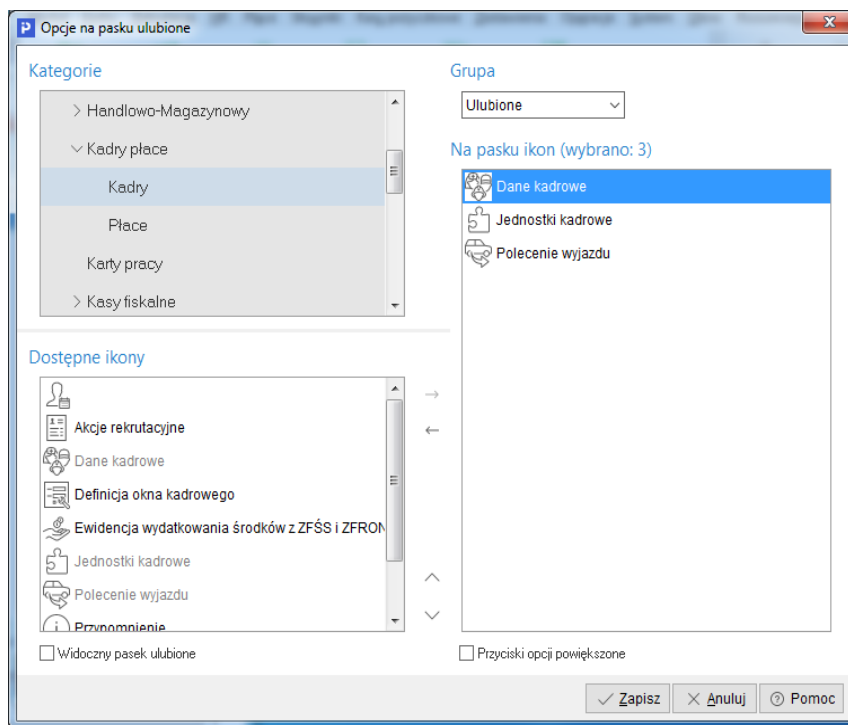 Opcje na pasku ulubione
Kategorie
Handlowo-Magazynowy
Kadry płace
Kadry
Płace
Karty pracy
Kasy fiskalne
Dostępne ikony
Akcje rekrutacyjne
Dane kadrowe
Definicja okna kadrowego
Ewidencja wydatkowania środków z ZFŚS i ZFRON
Jednostki kadrowe
Polecenie wyjazdu
Przypomnienie
Widoczny pasek ulubione
Grupa
Ulubione
Na pasku ikon (wybrano: 3)
Dane kadrowe
Jednostki kadrowe
Polecenie wyjazdu
Przyciski opcji powiększone
Zapisz
Anuluj
Pomoc